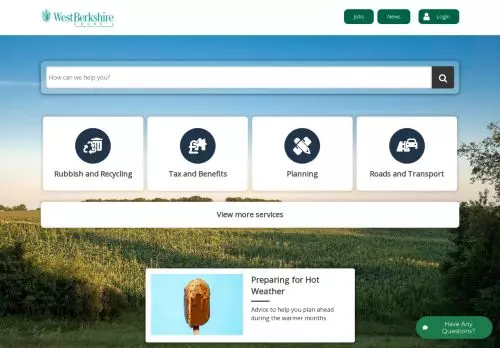 West Berkshire
COUNCIL
Jobs
News
Login
How can we help you?
Rubbish and Recycling
Tax and Benefits
Planning
Roads and Transport
View more services
Preparing for Hot
Weather
Advice to help you plan ahead
during the warmer months
Have Any
Questions?